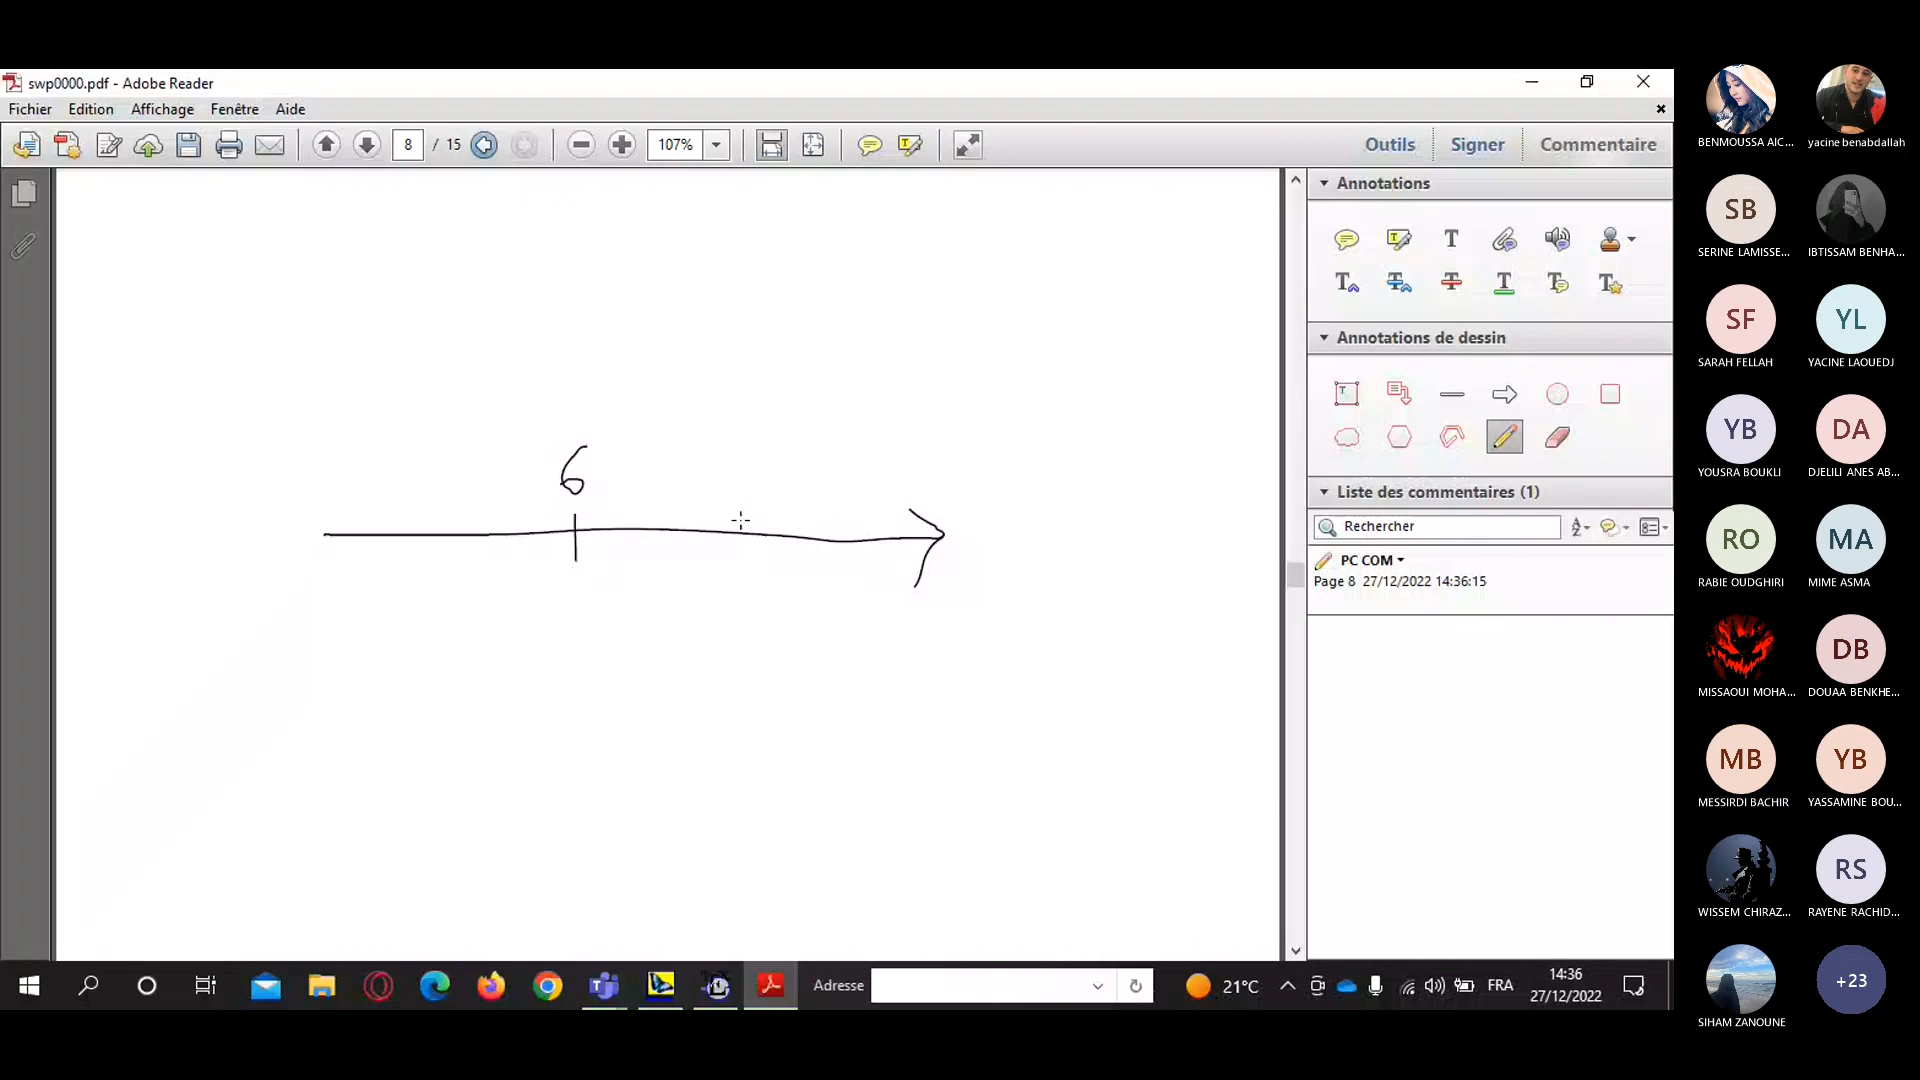 swp0000.pdf - Adobe Reader
Fichier Edition Affichage Fenêtre Aide
8 / 15 107% Outils Signer Commentaire
Annotations
Annotations de dessin
Liste des commentaires (1)
Rechercher
PC COM
Page 8 27/12/2022 14:36:15
6
BENMOUSSA AIC... yacine benabdallah
SB
SERINE LAMISSE... IBTISSAM BENHA...
SF YL
SARAH FELLAH YACINE LAOUEDJ
YB DA
YOUSRA BOUKLI DJELILI ANES AB...
RO MA
RABIE OUDGHIRI MIME ASMA
DB
MISSAOUI MOHA... DOUAA BENKHE...
MB YB
MESSIRDI BACHIR YASSAMINE BOU...
RS
WISSEM CHIRAZ... RAYENE RACHID...
+23
SIHAM ZANOUNE
Adresse 21°C FRA 14:36
27/12/2022